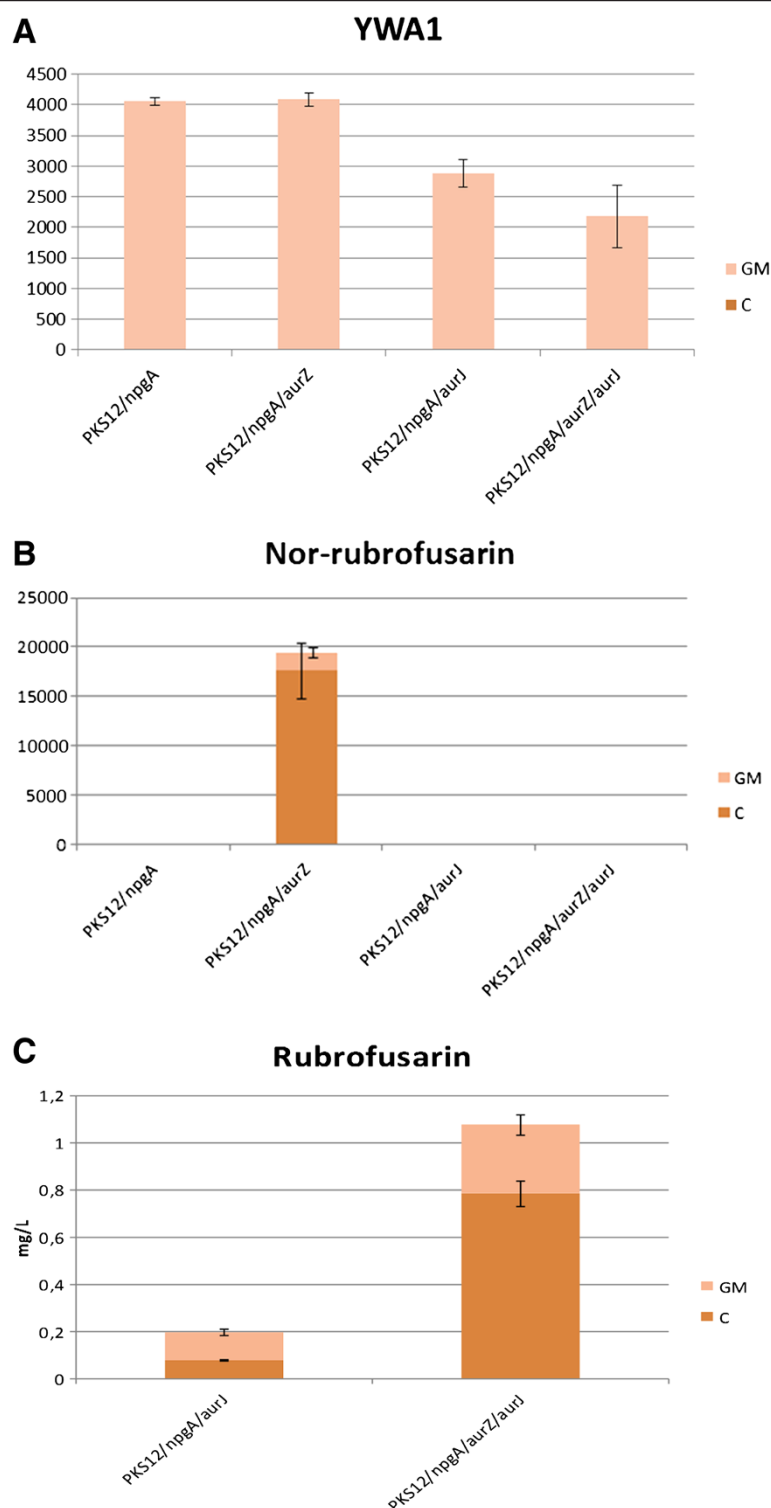 A
YWA1
4500
4000
3500
3000
2500
2000
1500
1000
500
0
GM
C
PKS12/npgA
PKS12/npgA/aurZ
PKS12/npgA/aurJ
PKS12/npgA/aurZ/aurJ
B
Nor-rubrofusarin
25000
20000
15000
10000
5000
0
GM
C
PKS12/npgA
PKS12/npgA/aurZ
PKS12/npgA/aurJ
PKS12/npgA/aurZ/aurJ
C
Rubrofusarin
1,2
1
0,8
0,6
0,4
0,2
0
mg/L
GM
C
PKS12/npgA/aurJ
PKS12/npgA/aurZ/aurJ